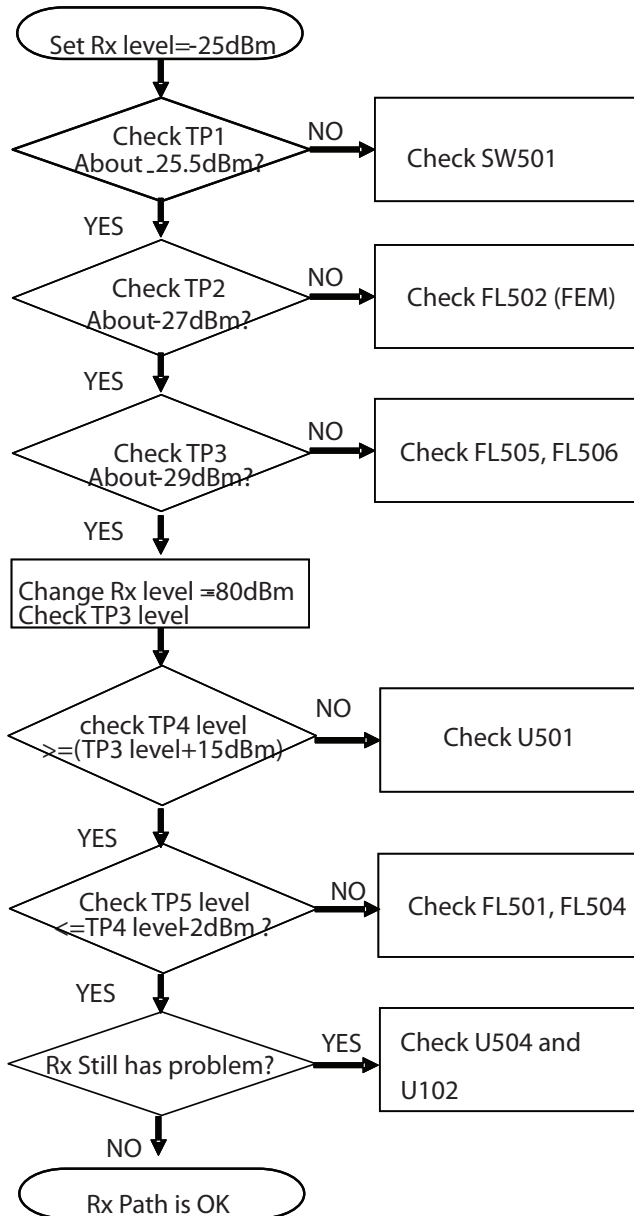 Set Rx level=-25dBm
Check TP1
About -25.5dBm?
NO
Check SW501
YES
Check TP2
About-27dBm?
NO
Check FL502 (FEM)
YES
Check TP3
About-29dBm?
NO
Check FL505, FL506
YES
Change Rx level =-80dBm
Check TP3 level
check TP4 level
>=(TP3 level+15dBm)
NO
Check U501
YES
Check TP5 level
<=TP4 level-2dBm ?
NO
Check FL501, FL504
YES
Rx Still has problem?
YES
Check U504 and
U102
NO
Rx Path is OK